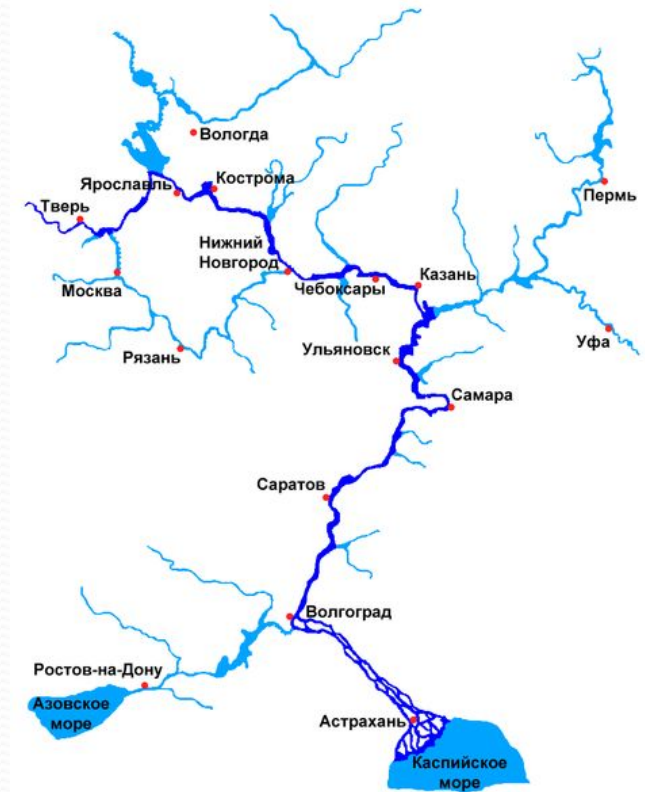 Вологда
Ярославль
Кострома
Тверь
Пермь
Нижний
Новгород
Москва
Чебоксары
Казань
Рязань
Ульяновск
Уфа
Самара
Саратов
Волгоград
Ростов-на-Дону
Азовское
море
Астрахань
Каспийское
море